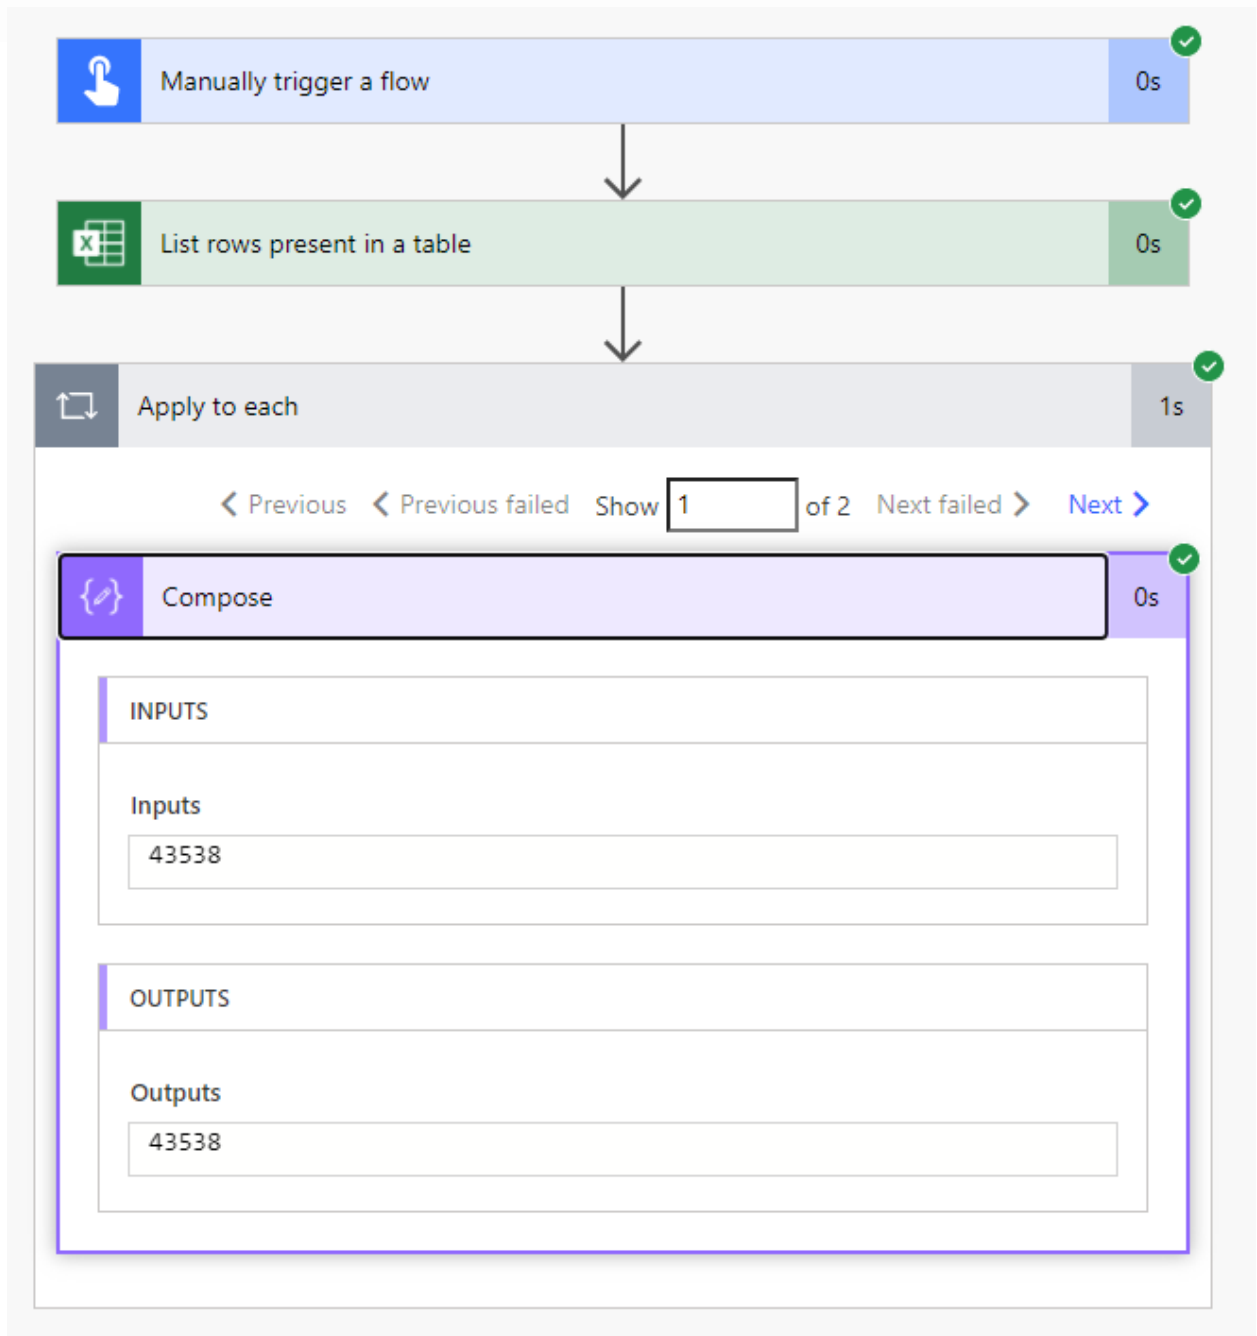 Manually trigger a flow 0s
List rows present in a table 0s
Apply to each 1s
Previous Previous failed Show 1 of 2 Next failed Next
Compose 0s
INPUTS
Inputs
43538
OUTPUTS
Outputs
43538